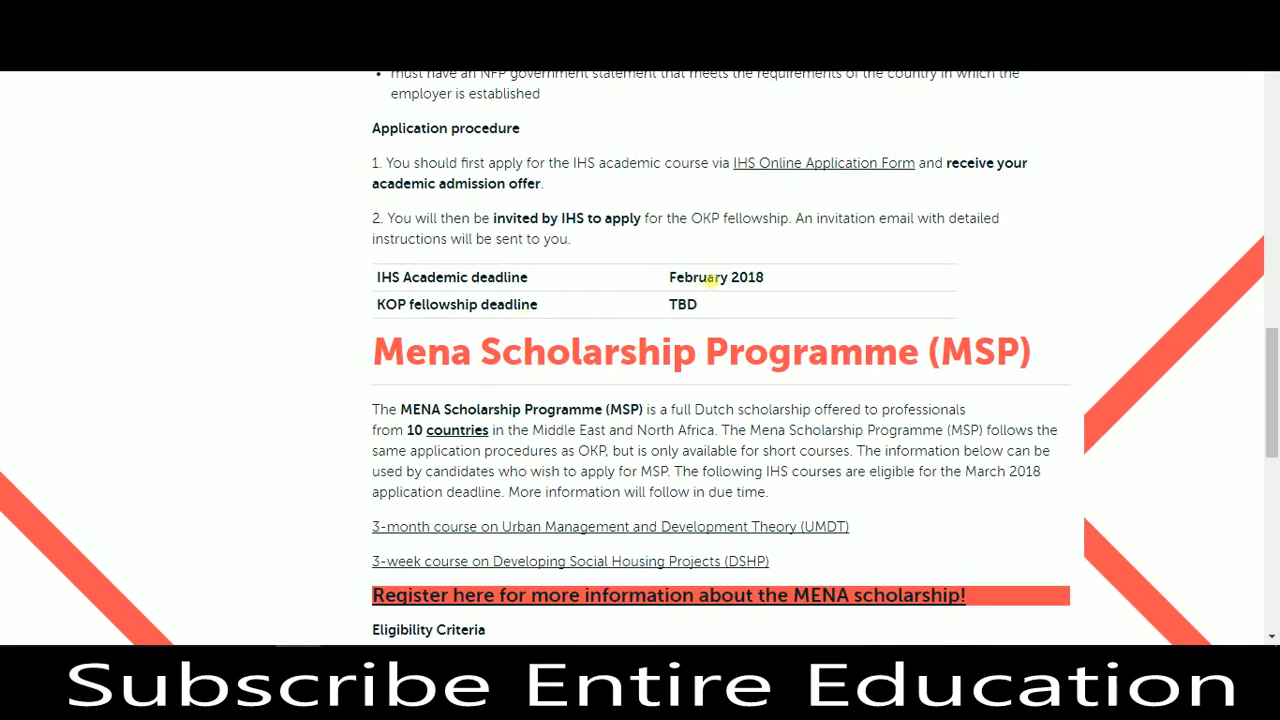 must have an NFP government statement that meets the requirements of the country in which the
employer is established
Application procedure
1. You should first apply for the IHS academic course via IHS Online Application Form and receive your
academic admission offer.
2. You will then be invited by IHS to apply for the OKP fellowship. An invitation email with detailed
instructions will be sent to you.
IHS Academic deadline February 2018
KOP fellowship deadline TBD
Mena Scholarship Programme (MSP)
The MENA Scholarship Programme (MSP) is a full Dutch scholarship offered to professionals
from 10 countries in the Middle East and North Africa. The Mena Scholarship Programme (MSP) follows the
same application procedures as OKP, but is only available for short courses. The information below can be
used by candidates who wish to apply for MSP. The following IHS courses are eligible for the March 2018
application deadline. More information will follow in due time.
3-month course on Urban Management and Development Theory (UMDT)
3-week course on Developing Social Housing Projects (DSHP)
Register here for more information about the MENA scholarship!
Eligibility Criteria
Subscribe Entire Education